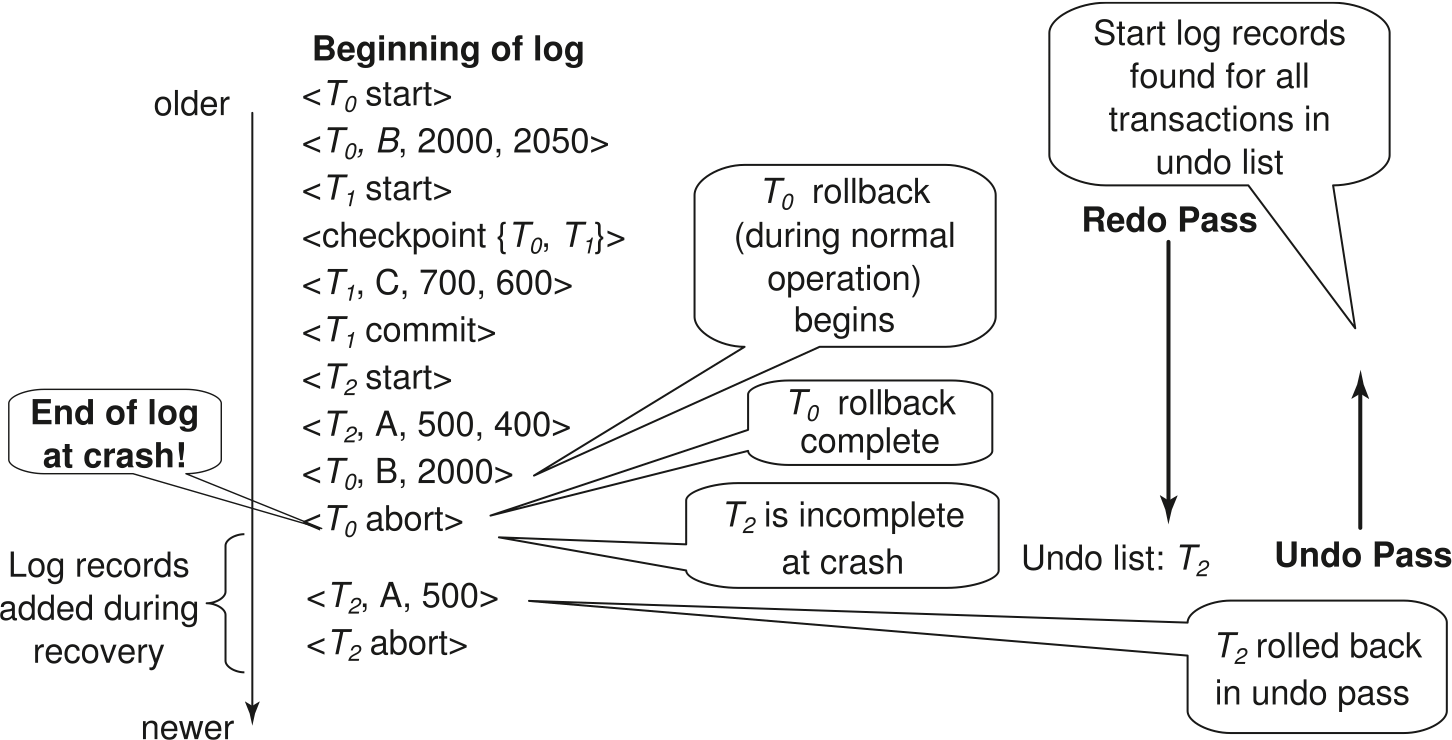 Beginning of log
older
<T0 start>
<T0, B, 2000, 2050>
<T1 start>
<checkpoint {T0, T1}>
<T1, C, 700, 600>
<T1 commit>
<T2 start>
<T2, A, 500, 400>
<T0, B, 2000>
<T0 abort>
<T2, A, 500>
<T2 abort>
newer
End of log
at crash!
Log records
added during
recovery
T0 rollback
(during normal
operation)
begins
T0 rollback
complete
T2 is incomplete
at crash
Start log records
found for all
transactions in
undo list
Redo Pass
Undo list: T2
Undo Pass
T2 rolled back
in undo pass